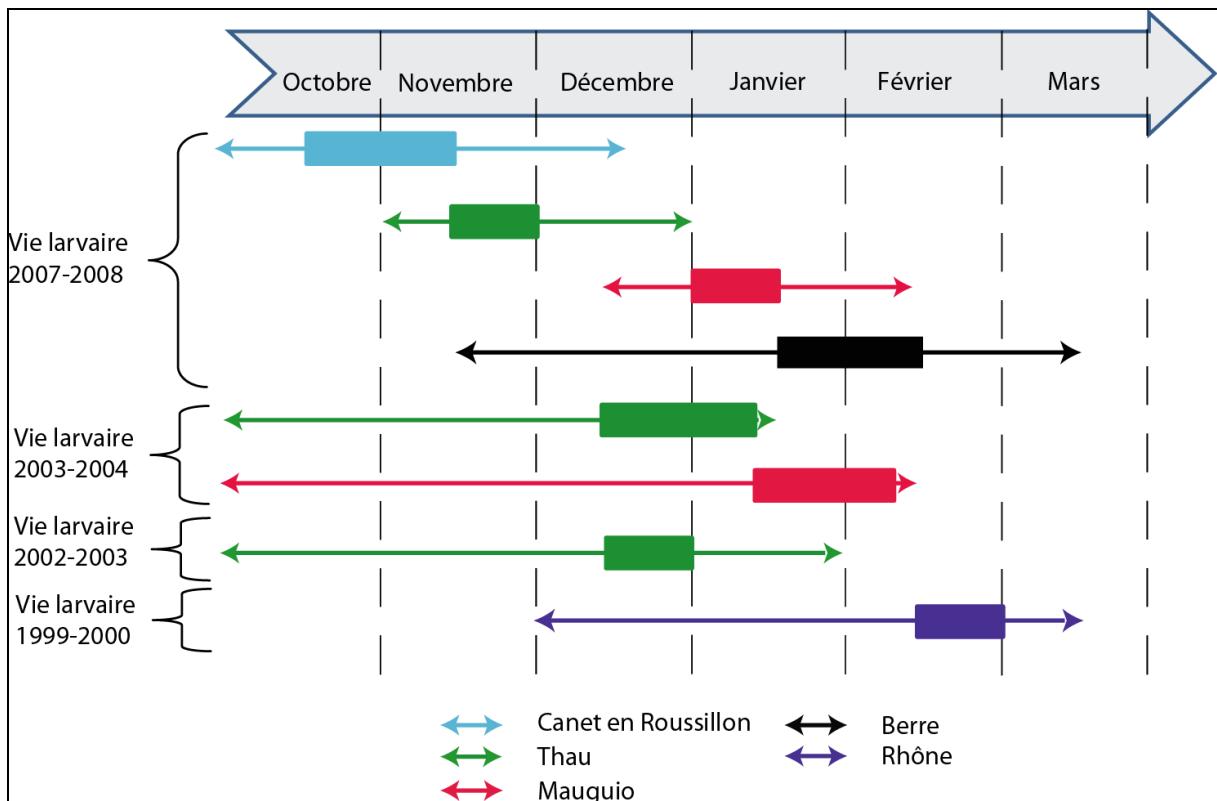 Octobre Novembre Décembre Janvier Février Mars
Vie larvaire
2007-2008
Vie larvaire
2003-2004
Vie larvaire
2002-2003
Vie larvaire
1999-2000
Canet en Roussillon
Thau
Mauguio
Berre
Rhône